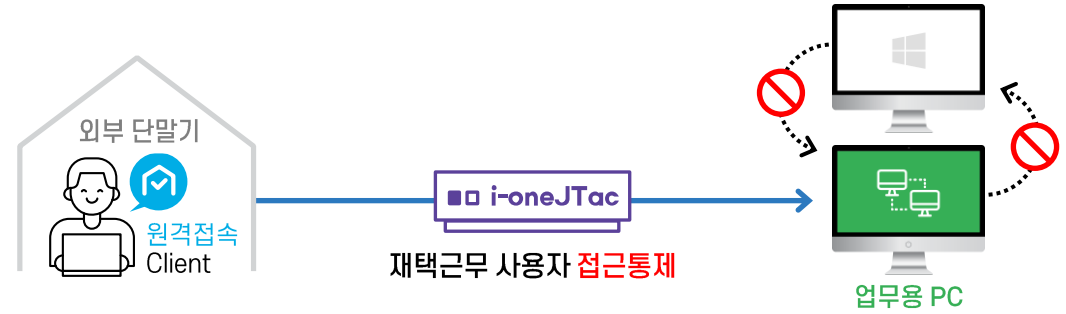 외부 단말기
원격접속
Client
i-oneJTac
재택근무 사용자 접근통제
업무용 PC